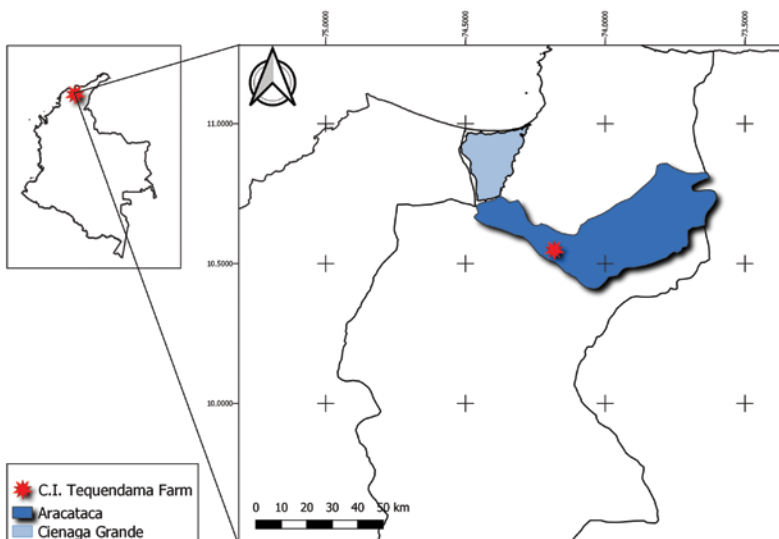 -75.0000
-74.5000
-74.0000
-73.5000
11.0000
10.5000
10.0000
C.I. Tequendama Farm
Aracataca
Cienaga Grande
0 10 20 30 40 50 km